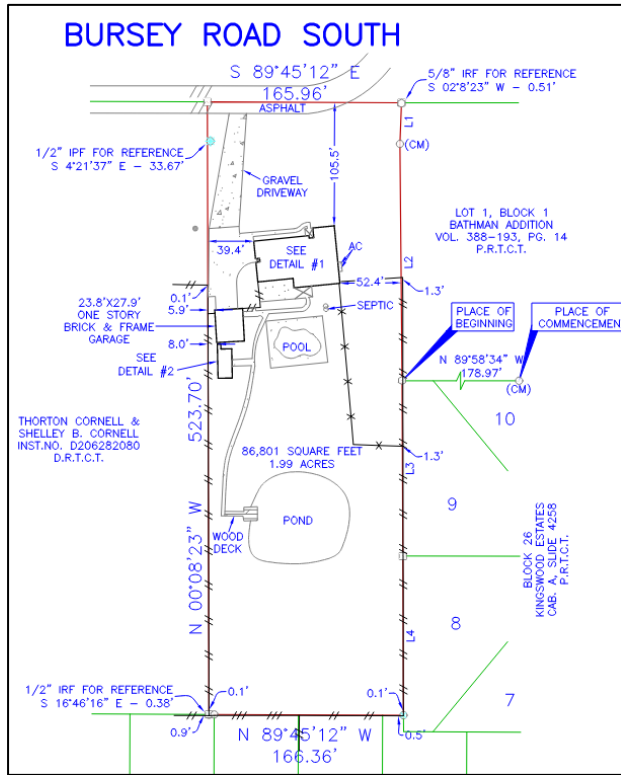 BURSEY ROAD SOUTH
S 89°45'12" E
165.96'
ASPHALT
5/8" IRF FOR REFERENCE
S 02°8'23" W - 0.51'
L1
(CM)
1/2" IPF FOR REFERENCE
S 4°21'37" E - 33.67'
GRAVEL
DRIVEWAY
105.5'
LOT 1, BLOCK 1
BATHMAN ADDITION
VOL. 388-193, PG. 14
P.R.T.C.T.
39.4'
SEE
DETAIL #1
AC
L2
52.4'
1.3'
0.1'
5.9'
23.8'X27.9'
ONE STORY
BRICK & FRAME
GARAGE
SEPTIC
PLACE OF
BEGINNING
PLACE OF
COMMENCEMEN
8.0'
SEE
DETAIL #2
POOL
N 89°58'34" W
178.97'
(CM)
THORTON CORNELL &
SHELLEY B. CORNELL
INST.NO. D206282080
D.R.T.C.T.
523.70'
N 00°08'23" W
86,801 SQUARE FEET
1.99 ACRES
1.3'
L3
10
9
WOOD
DECK
POND
BLOCK 26
KINGSWOOD ESTATES
CAB. A, SLIDE 4258
P.R.T.C.T.
8
L4
7
1/2" IRF FOR REFERENCE
S 16°46'16" E - 0.38'
0.1'
0.1'
0.9'
0.5'
N 89°45'12" W
166.36'